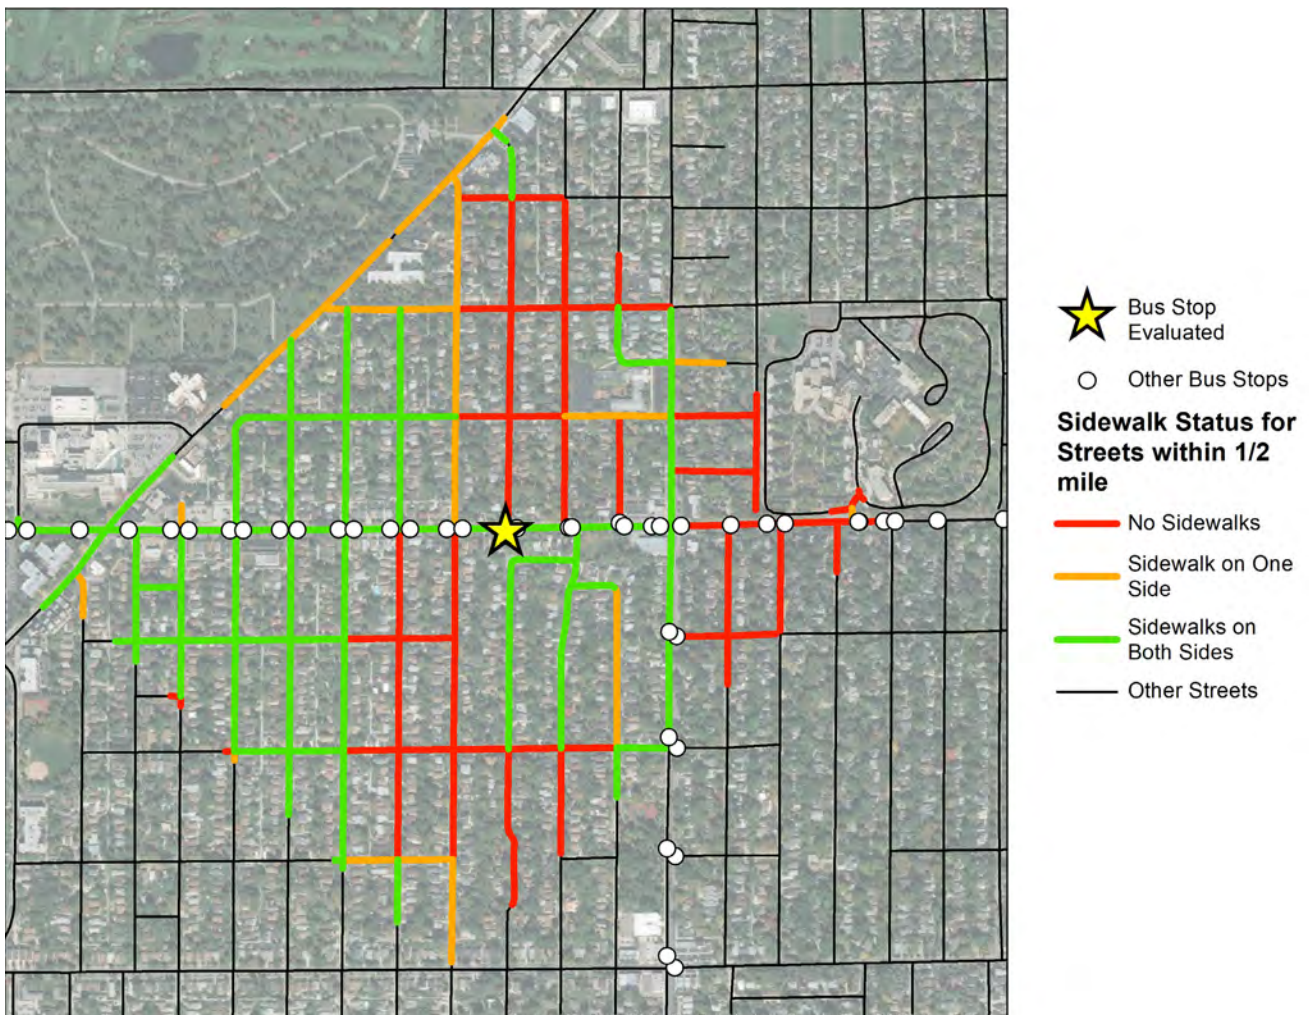 Bus Stop
Evaluated
Other Bus Stops
Sidewalk Status for
Streets within 1/2
mile
No Sidewalks
Sidewalk on One
Side
Sidewalks on
Both Sides
Other Streets